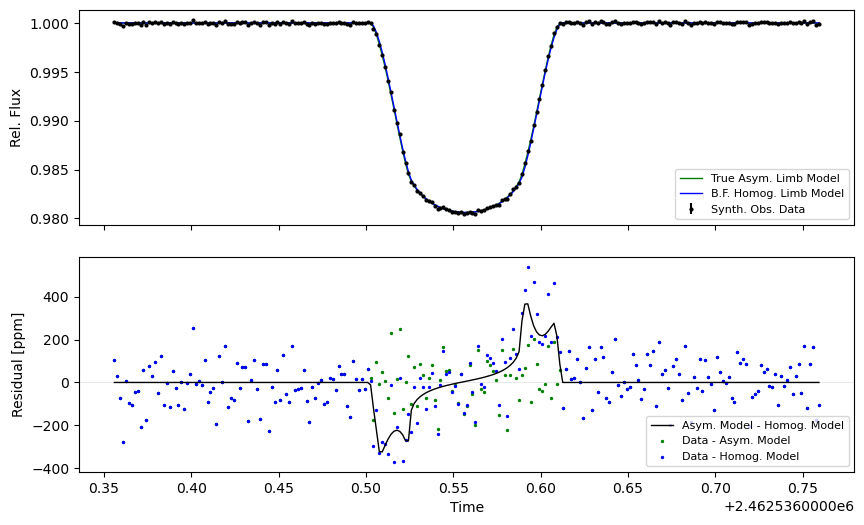 1.000
0.995
0.990
0.985
0.980
Rel. Flux
True Asym. Limb Model
B.F. Homog. Limb Model
Synth. Obs. Data
400
200
0
−200
−400
Residual [ppm]
Asym. Model - Homog. Model
Data - Asym. Model
Data - Homog. Model
0.35 0.40 0.45 0.50 0.55 0.60 0.65 0.70 0.75
Time
+2.4625360000e6